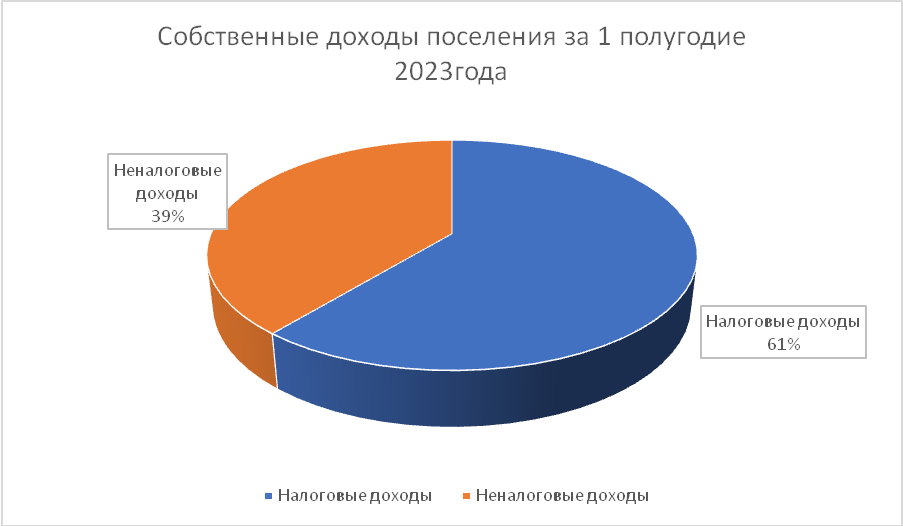 Собственные доходы поселения за 1 полугодие
2023года
Неналоговые
доходы
39%
Налоговые доходы
61%
Налоговые доходы
Неналоговые доходы